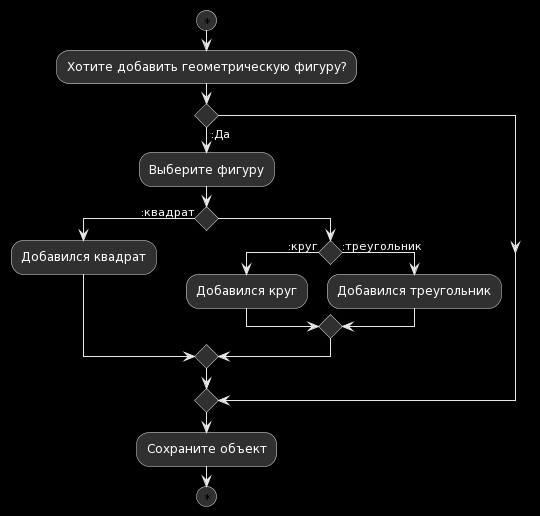 *
Хотите добавить геометрическую фигуру?
:Да
Выберите фигуру
:квадрат
:круг
:треугольник
Добавился квадрат
Добавился круг
Добавился треугольник
Сохраните объект
*